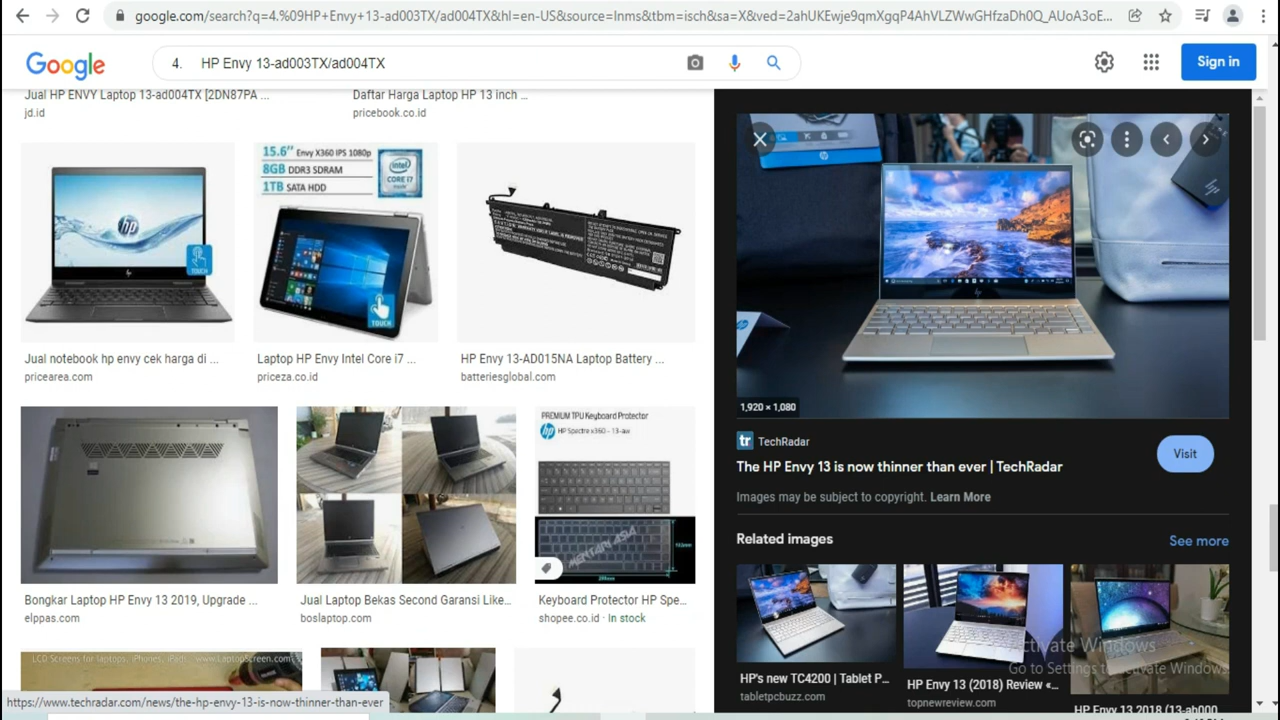 google.com/search?q=4.%09HP+Envy+13-ad003TX/ad004TX&hl=en-US&source=lnms&tbm=isch&sa=X&ved=2ahUKEwje9qmXgqP4AhVLZWwGHfzaDh0Q_AUoA3oE...
Google
4. HP Envy 13-ad003TX/ad004TX
Sign in
Jual HP ENVY Laptop 13-ad004TX [2DN87PA ...
jd.id
Daftar Harga Laptop HP 13 inch ...
pricebook.co.id
TOUCH
Jual notebook hp envy cek harga di ...
pricearea.com
15.6” Envy X360 IPS 1080p
8GB DDR3 SDRAM
1TB SATA HDD
intel
CORE i7
TOUCH
Laptop HP Envy Intel Core i7 ...
priceza.co.id
HP Envy 13-AD015NA Laptop Battery ...
batteriesglobal.com
Bongkar Laptop HP Envy 13 2019, Upgrade ...
elppas.com
Jual Laptop Bekas Second Garansi Like...
boslaptop.com
PREMIUM TPU Keyboard Protector
hp HP Spectre x360 - 13-aw
MENTARI ASIA
Keyboard Protector HP Spe...
shopee.co.id · In stock
LCD Screens for laptops, iPhones, iPads www.LaptopScreen.com
https://www.techradar.com/news/the-hp-envy-13-is-now-thinner-than-ever
1,920 × 1,080
tr TechRadar
Visit
The HP Envy 13 is now thinner than ever | TechRadar
Images may be subject to copyright. Learn More
Related images
See more
HP's new TC4200 | Tablet P...
tabletpcbuzz.com
HP Envy 13 (2018) Review «...
topnewreview.com
HP Envy 13 2018 (13-ah000
Activate Windows
Go to Settings to activate Windows.